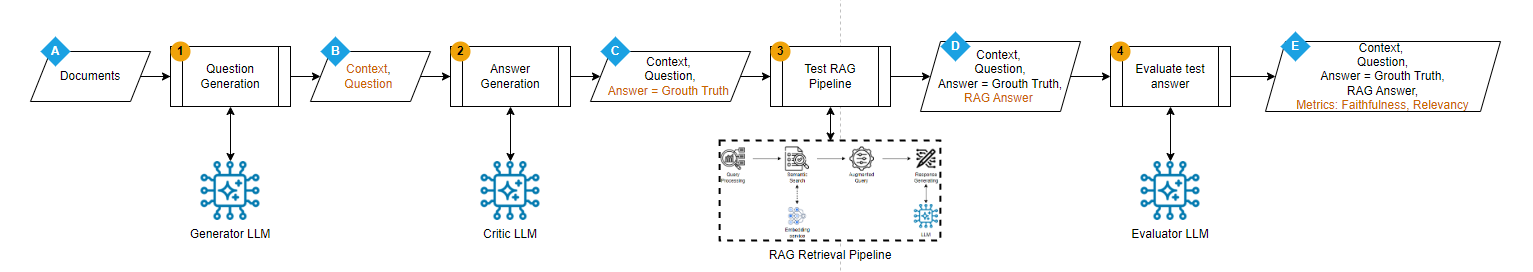 A
Documents
1
Question
Generation
Generator LLM
B
Context,
Question
2
Answer
Generation
Critic LLM
C
Context,
Question,
Answer = Grouth Truth
3
Test RAG
Pipeline
Query
Processing
Semantic
Search
Augmented
Query
Response
Generating
Embedding
service
LLM
RAG Retrieval Pipeline
D
Context,
Question,
Answer = Grouth Truth,
RAG Answer
4
Evaluate test
answer
Evaluator LLM
E
Context,
Question,
Answer = Grouth Truth,
RAG Answer,
Metrics: Faithfulness, Relevancy